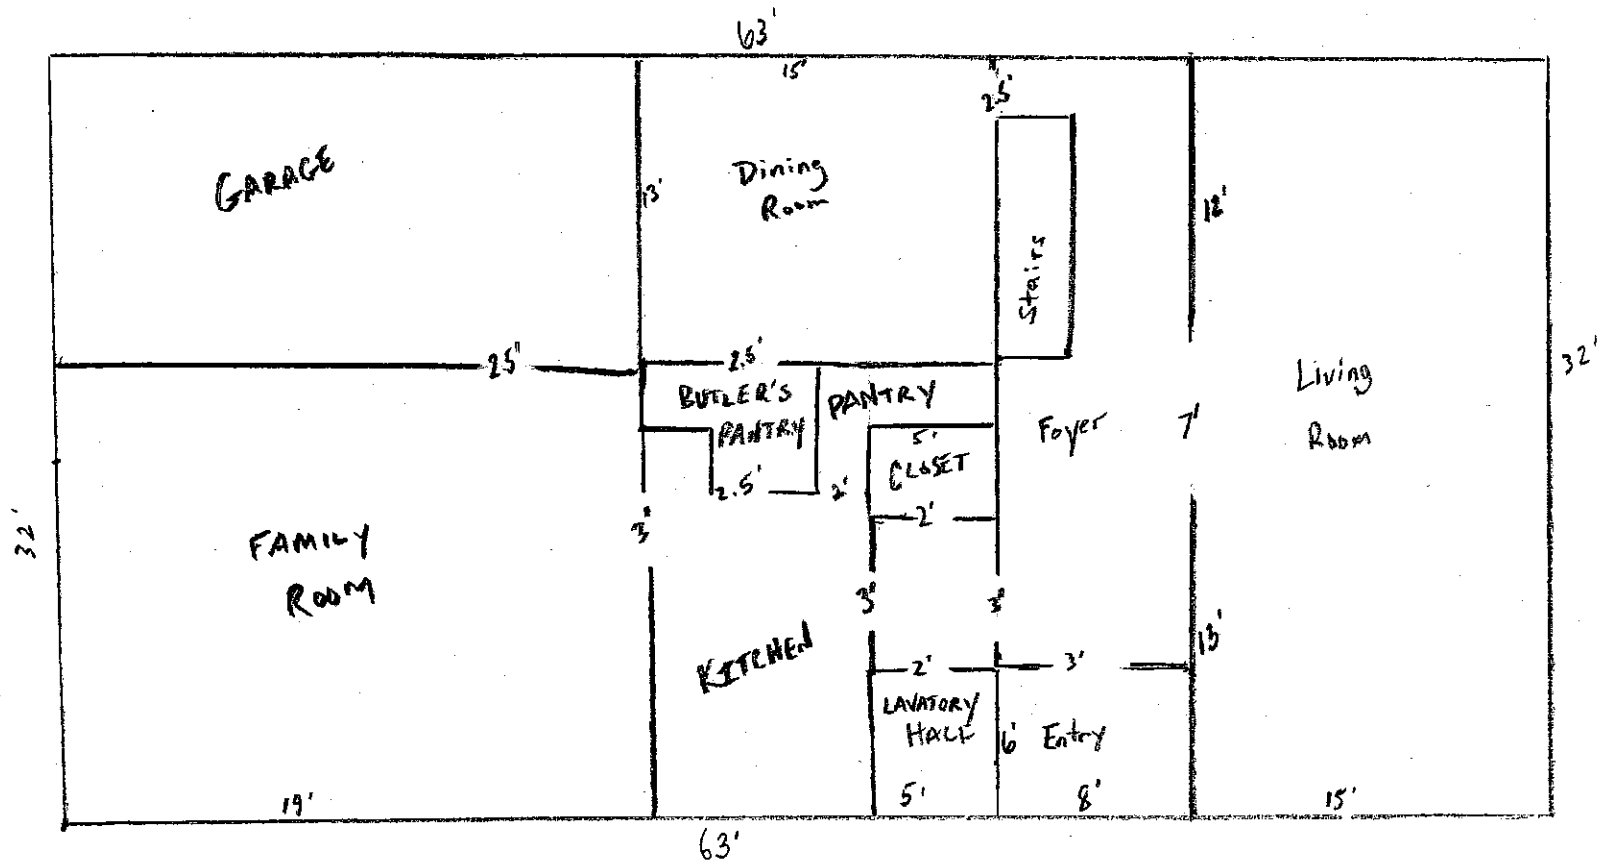 63'
15'
2.5'
GARAGE
13'
Dining
Room
12'
Stairs
25"
2.5'
BUTLER'S
PANTRY
PANTRY
5'
CLOSET
Foyer
7'
Living
Room
32'
2.5'
2'
2'
32'
FAMILY
ROOM
3"
3"
3"
KITCHEN
2'
3'
13'
LAVATORY
HALF
6'
Entry
19'
5'
8'
15'
63'